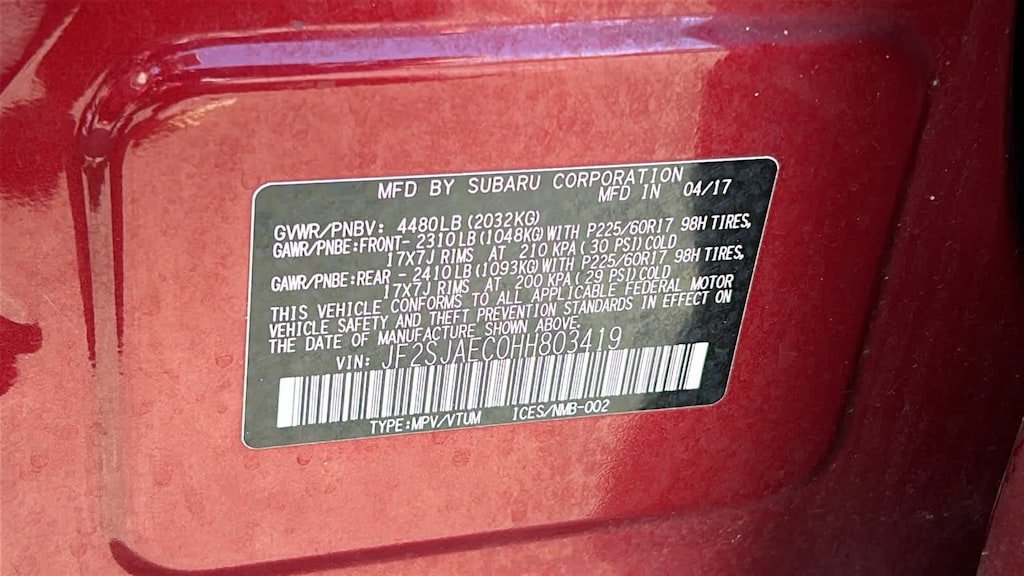 MFD BY SUBARU CORPORATION
MFD IN 04/17
GVWR/PNBV: 4480LB(2032KG)
GAWR/PNBE:FRONT-2310LB(1048KG)WITH P225/60R17 98H TIRES,
17X7J RIMS AT 210 KPA(30 PSI)COLD
GAWR/PNBE:REAR -2410LB(1093KG)WITH P225/60R17 98H TIRES,
17X7J RIMS AT 200 KPA(29 PSI)COLD
THIS VEHICLE CONFORMS TO ALL APPLICABLE FEDERAL MOTOR
VEHICLE SAFETY AND THEFT PREVENTION STANDARDS IN EFFECT ON
THE DATE OF MANUFACTURE SHOWN ABOVE.
VIN: JF2SJAEC0HH803419
TYPE:MPV/VTUM ICES/NMB-002